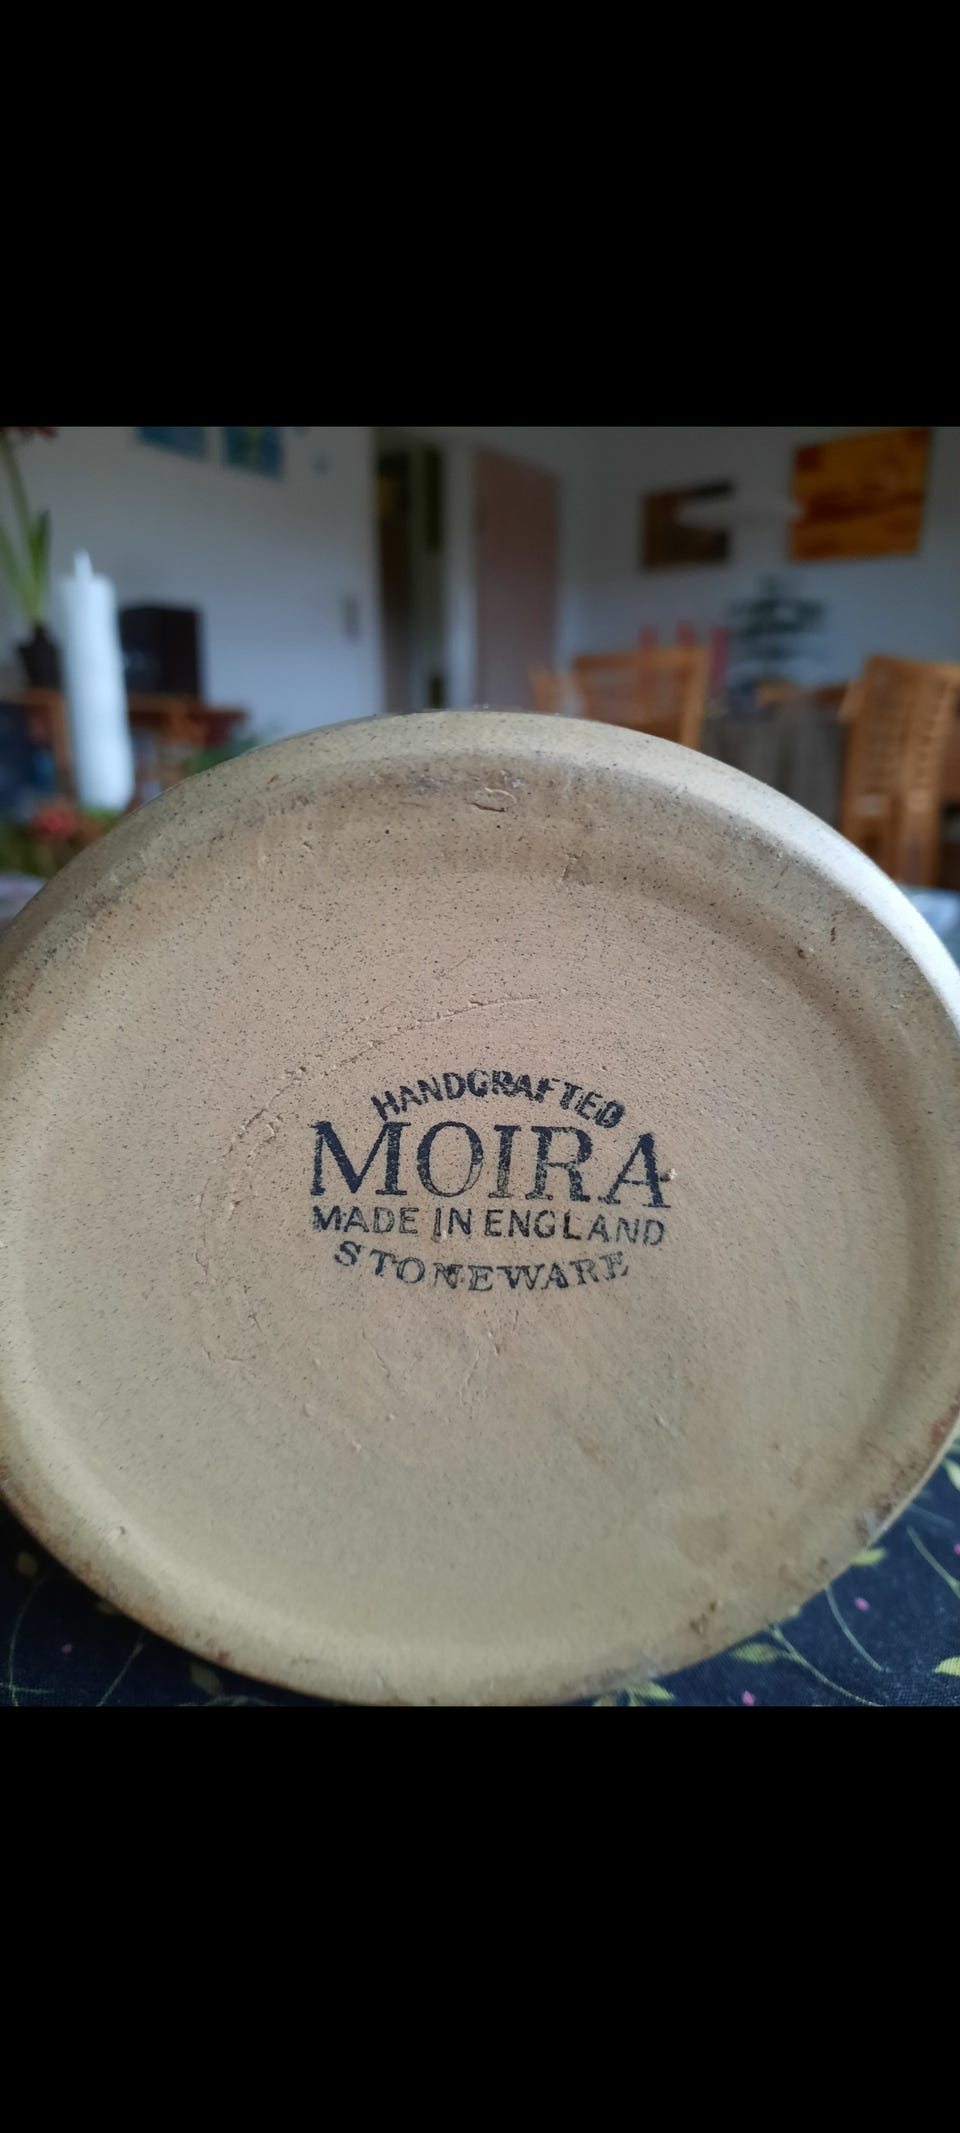 HANDCRAFTED
MOIRA
MADE IN ENGLAND
STONEWARE